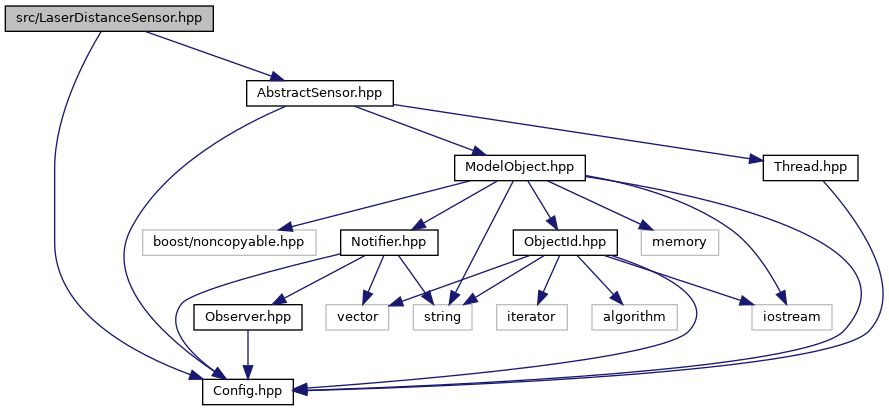 src/LaserDistanceSensor.hpp
AbstractSensor.hpp
ModelObject.hpp
Thread.hpp
boost/noncopyable.hpp
Notifier.hpp
ObjectId.hpp
memory
Observer.hpp
vector
string
iterator
algorithm
iostream
Config.hpp